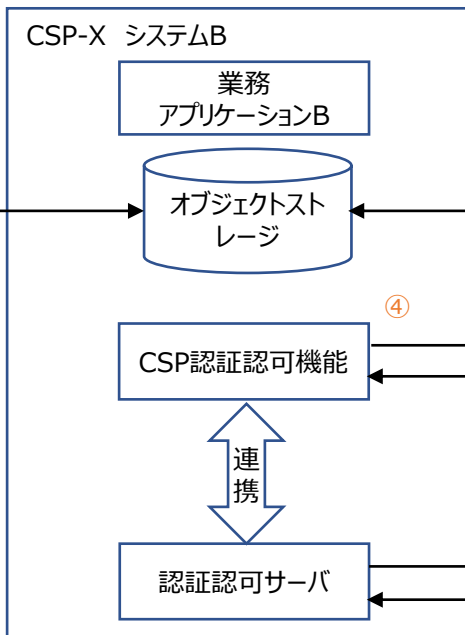 CSP-X システムB
業務
アプリケーションB
オブジェクトスト
レージ
④
CSP認証認可機能
連
携
認証認可サーバ